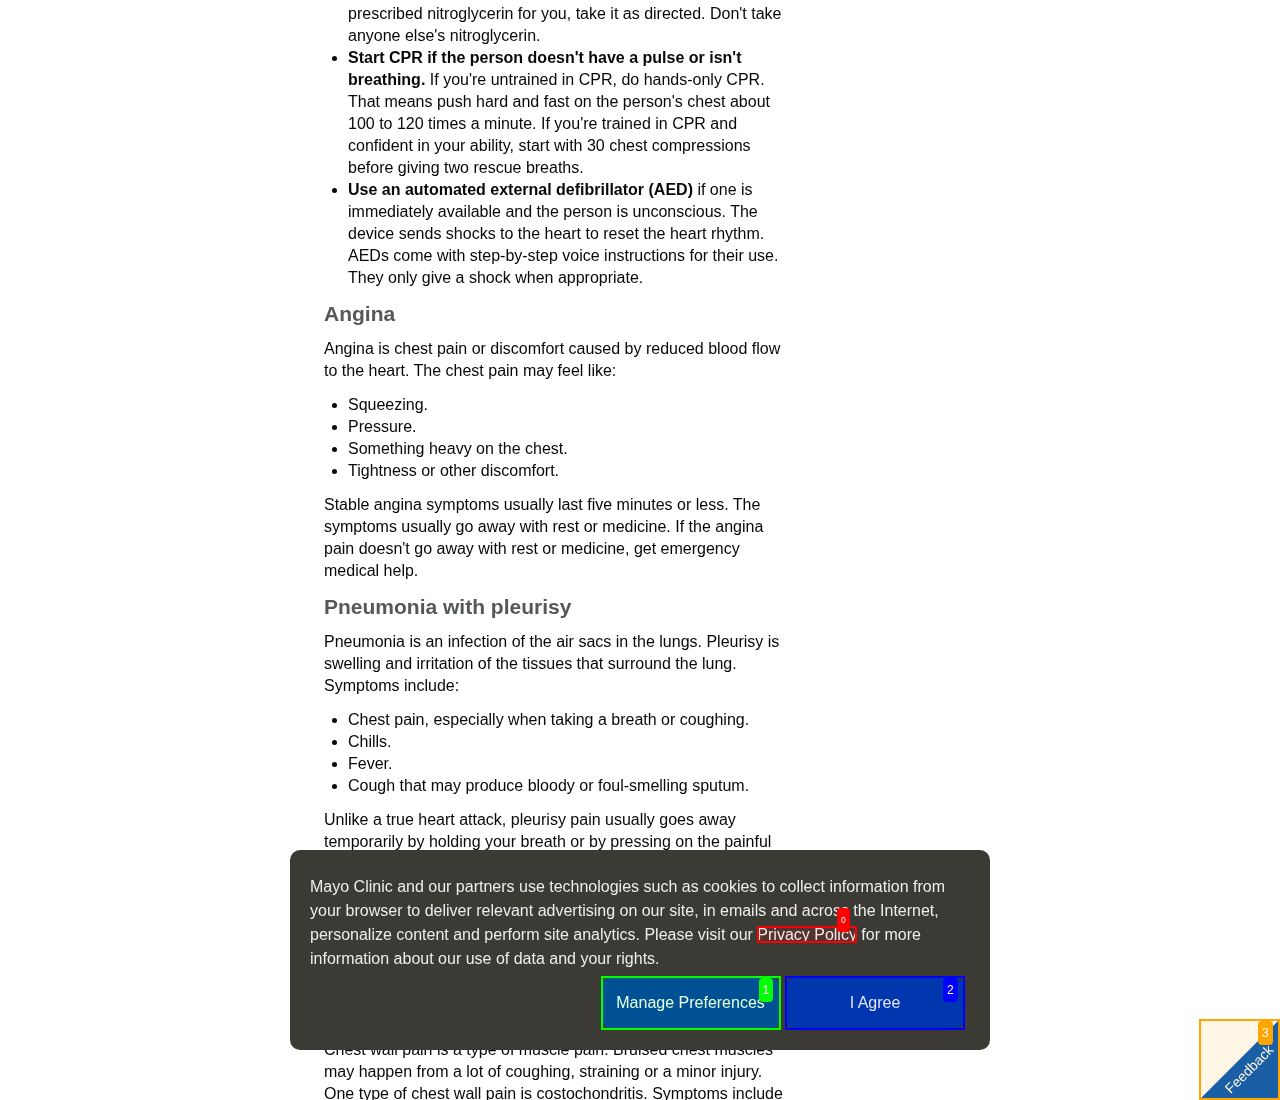 prescribed nitroglycerin for you, take it as directed. Don't take
anyone else's nitroglycerin.
Start CPR if the person doesn't have a pulse or isn't
breathing. If you're untrained in CPR, do hands-only CPR.
That means push hard and fast on the person's chest about
100 to 120 times a minute. If you're trained in CPR and
confident in your ability, start with 30 chest compressions
before giving two rescue breaths.
Use an automated external defibrillator (AED) if one is
immediately available and the person is unconscious. The
device sends shocks to the heart to reset the heart rhythm.
AEDs come with step-by-step voice instructions for their use.
They only give a shock when appropriate.
Angina
Angina is chest pain or discomfort caused by reduced blood flow
to the heart. The chest pain may feel like:
Squeezing.
Pressure.
Something heavy on the chest.
Tightness or other discomfort.
Stable angina symptoms usually last five minutes or less. The
symptoms usually go away with rest or medicine. If the angina
pain doesn't go away with rest or medicine, get emergency
medical help.
Pneumonia with pleurisy
Pneumonia is an infection of the air sacs in the lungs. Pleurisy is
swelling and irritation of the tissues that surround the lung.
Symptoms include:
Chest pain, especially when taking a breath or coughing.
Chills.
Fever.
Cough that may produce bloody or foul-smelling sputum.
Unlike a true heart attack, pleurisy pain usually goes away
temporarily by holding your breath or by pressing on the painful
Mayo Clinic and our partners use technologies such as cookies to collect information from
your browser to deliver relevant advertising on our site, in emails and across the Internet,
0
personalize content and perform site analytics. Please visit our Privacy Policy for more
information about our use of data and your rights.
Manage Preferences 1
I Agree 2
3
Feedback
Chest wall pain is a type of muscle pain. Bruised chest muscles
may happen from a lot of coughing, straining or a minor injury.
One type of chest wall pain is costochondritis. Symptoms include